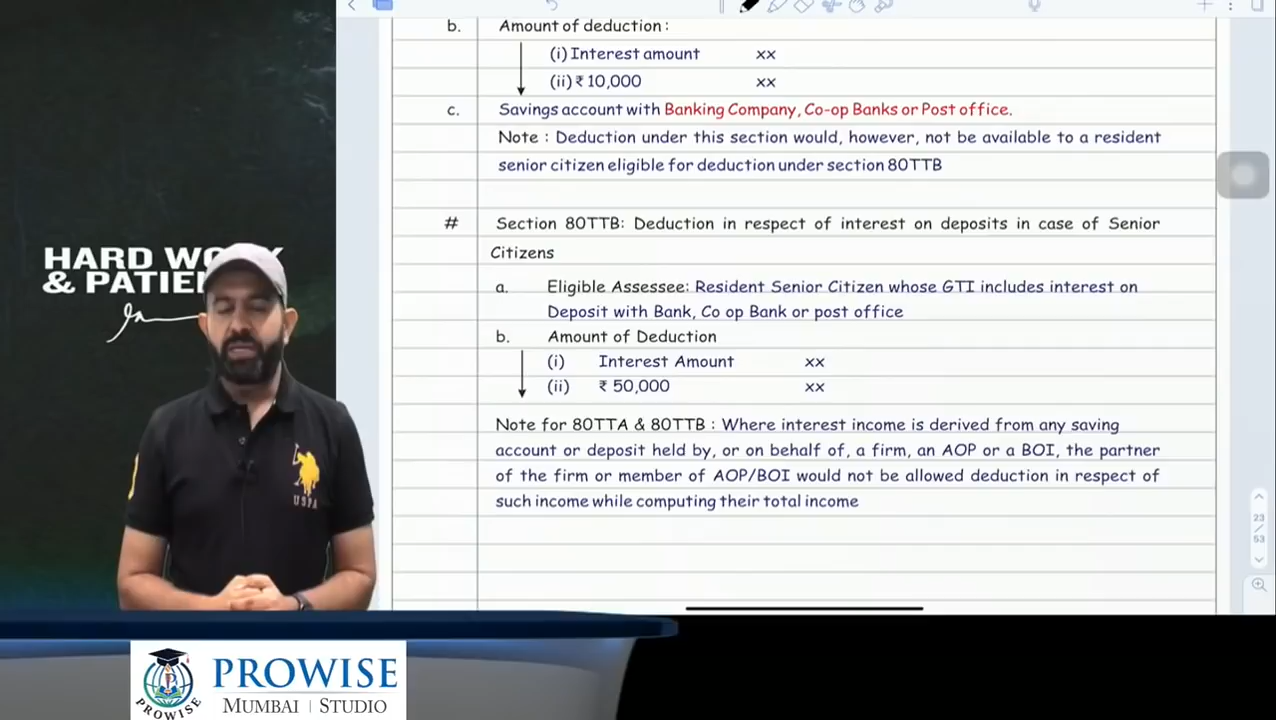 b. Amount of deduction :
(i) Interest amount xx
(ii) ₹ 10,000 xx
c. Savings account with Banking Company, Co-op Banks or Post office.
Note : Deduction under this section would, however, not be available to a resident
senior citizen eligible for deduction under section 80TTB
# Section 80TTB: Deduction in respect of interest on deposits in case of Senior
Citizens
a. Eligible Assessee: Resident Senior Citizen whose GTI includes interest on
Deposit with Bank, Co op Bank or post office
b. Amount of Deduction
(i) Interest Amount xx
(ii) ₹ 50,000 xx
Note for 80TTA & 80TTB : Where interest income is derived from any saving
account or deposit held by, or on behalf of, a firm, an AOP or a BOI, the partner
of the firm or member of AOP/BOI would not be allowed deduction in respect of
such income while computing their total income
23
/
53
HARD
& PATIE
USPA
PROWISE
PROWISE
MUMBAI | STUDIO